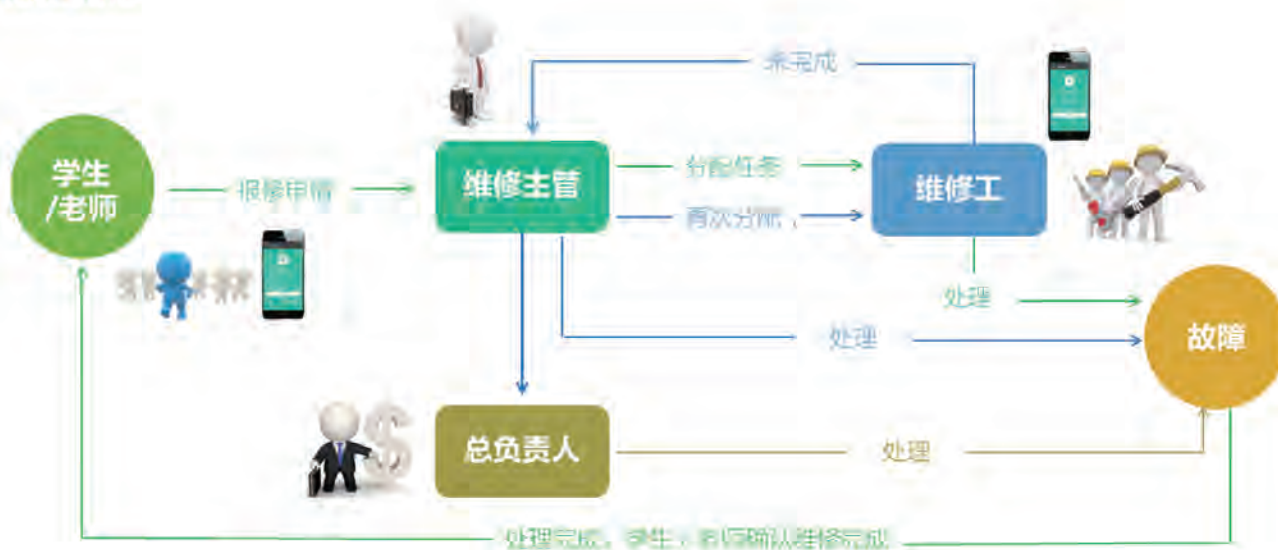 未完成
学生
/老师
报修申请
维修主管
分配任务
再次分配，
维修工
处理
处理
故障
总负责人
处理
处理完成，学生，老师确认维修完成